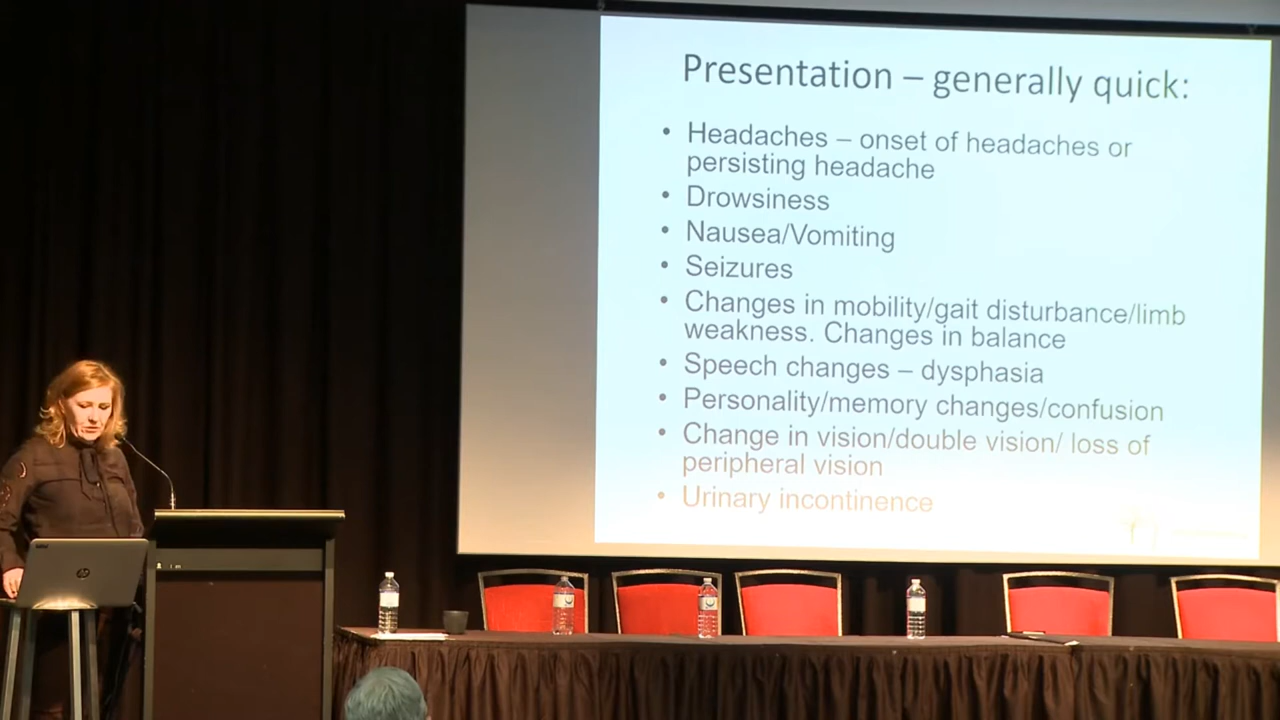 Presentation – generally quick:
• Headaches – onset of headaches or
persisting headache
• Drowsiness
• Nausea/Vomiting
• Seizures
• Changes in mobility/gait disturbance/limb
weakness. Changes in balance
• Speech changes – dysphasia
• Personality/memory changes/confusion
• Change in vision/double vision/ loss of
peripheral vision
• Urinary incontinence
hp